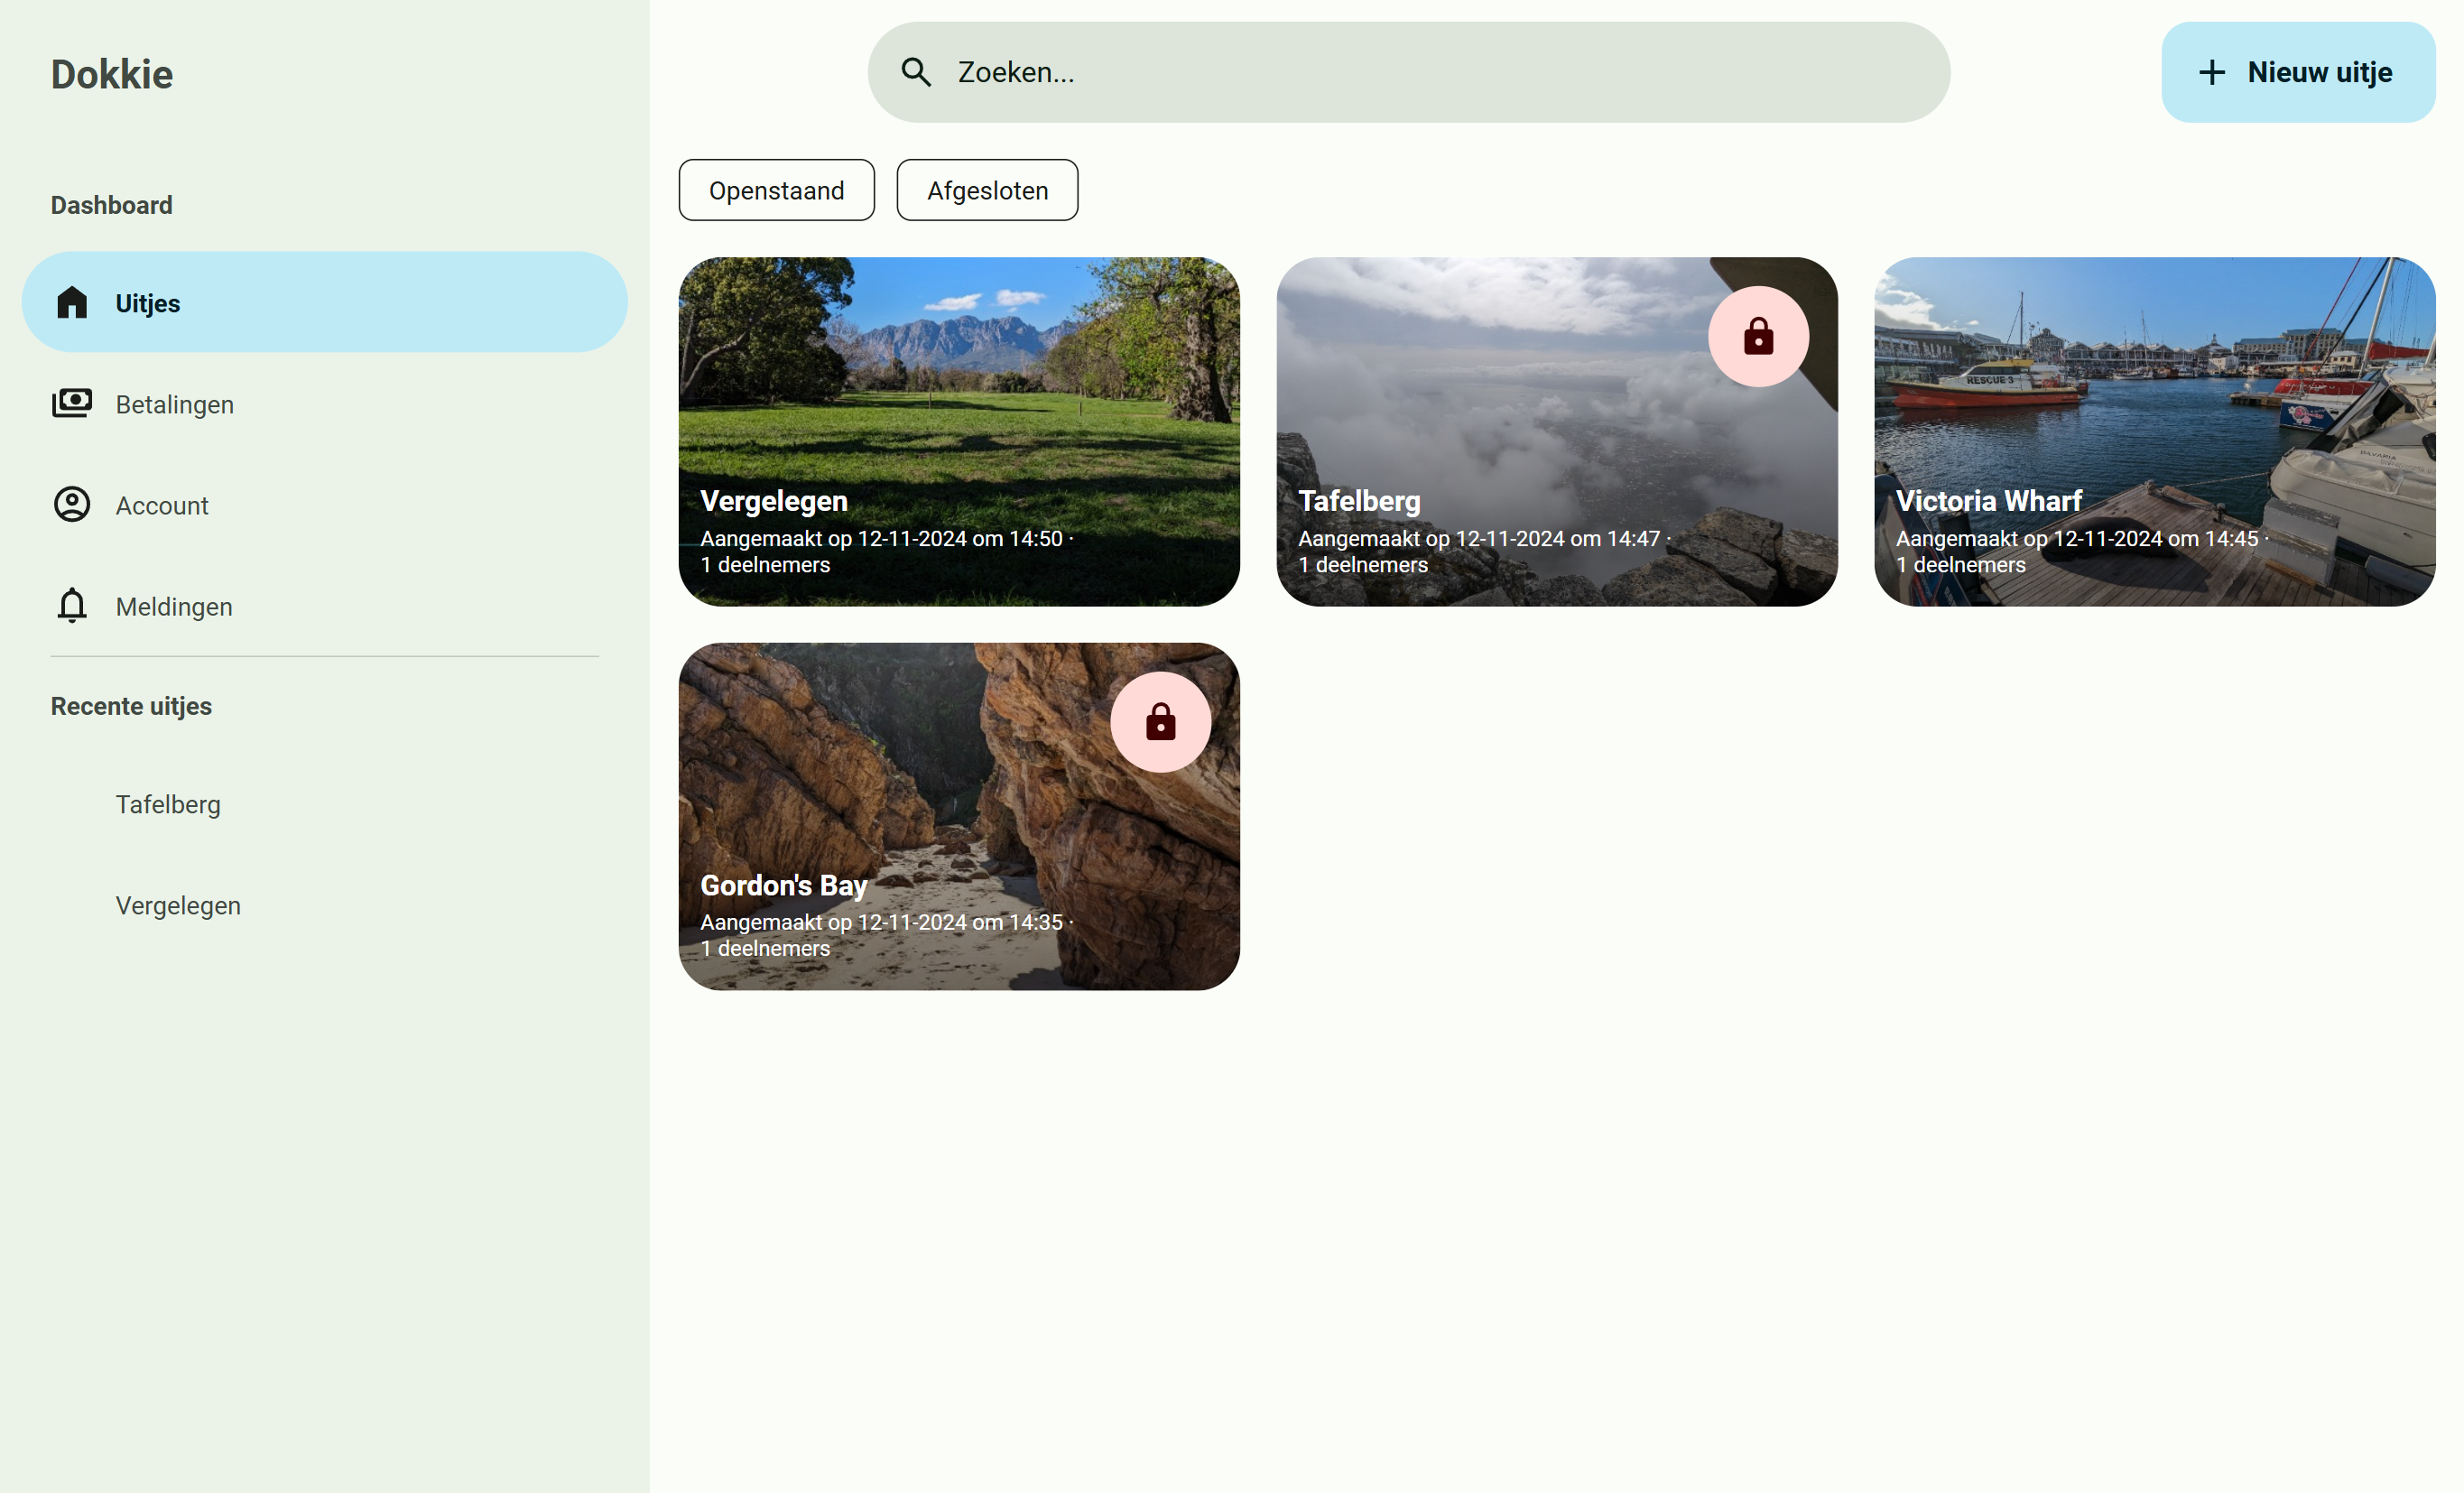 Dokkie
Dashboard
Uitjes
Betalingen
Account
Meldingen
Recente uitjes
Tafelberg
Vergelegen
Zoeken...
Nieuw uitje
Openstaand
Afgesloten
Vergelegen
Aangemaakt op 12-11-2024 om 14:50 ·
1 deelnemers
Tafelberg
Aangemaakt op 12-11-2024 om 14:47 ·
1 deelnemers
RESCUE 3
BAVARIA
Victoria Wharf
Aangemaakt op 12-11-2024 om 14:45 ·
1 deelnemers
Gordon's Bay
Aangemaakt op 12-11-2024 om 14:35 ·
1 deelnemers